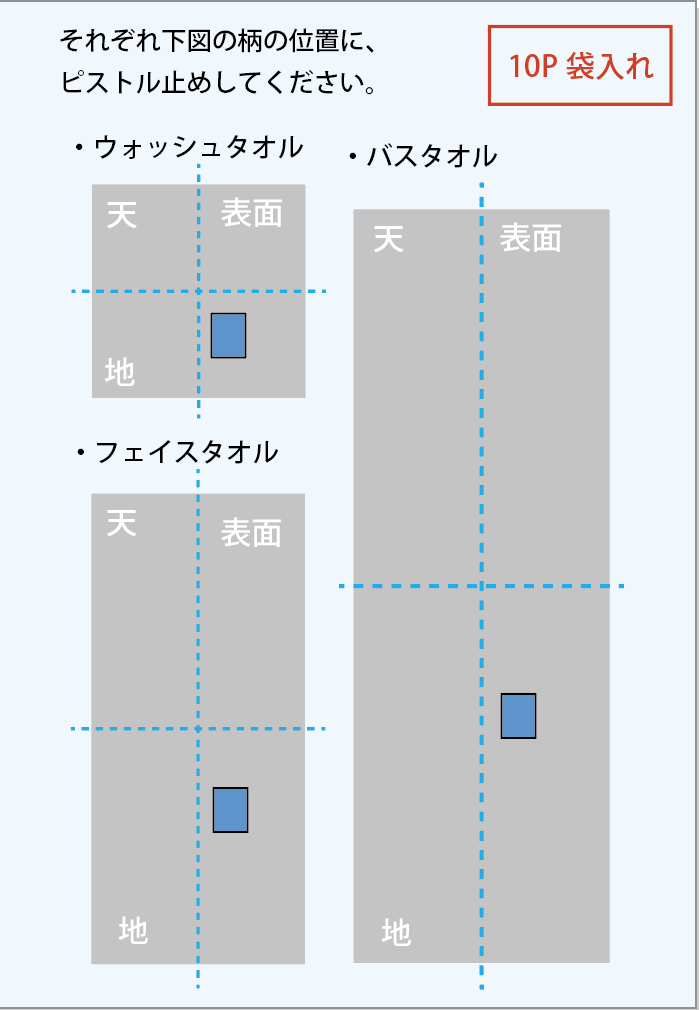 それぞれ下図の柄の位置に、
ピストル止めしてください。
10P 袋入れ
・ウォッシュタオル
天
表面
地
・フェイスタオル
天
表面
地
・バスタオル
天
表面
地